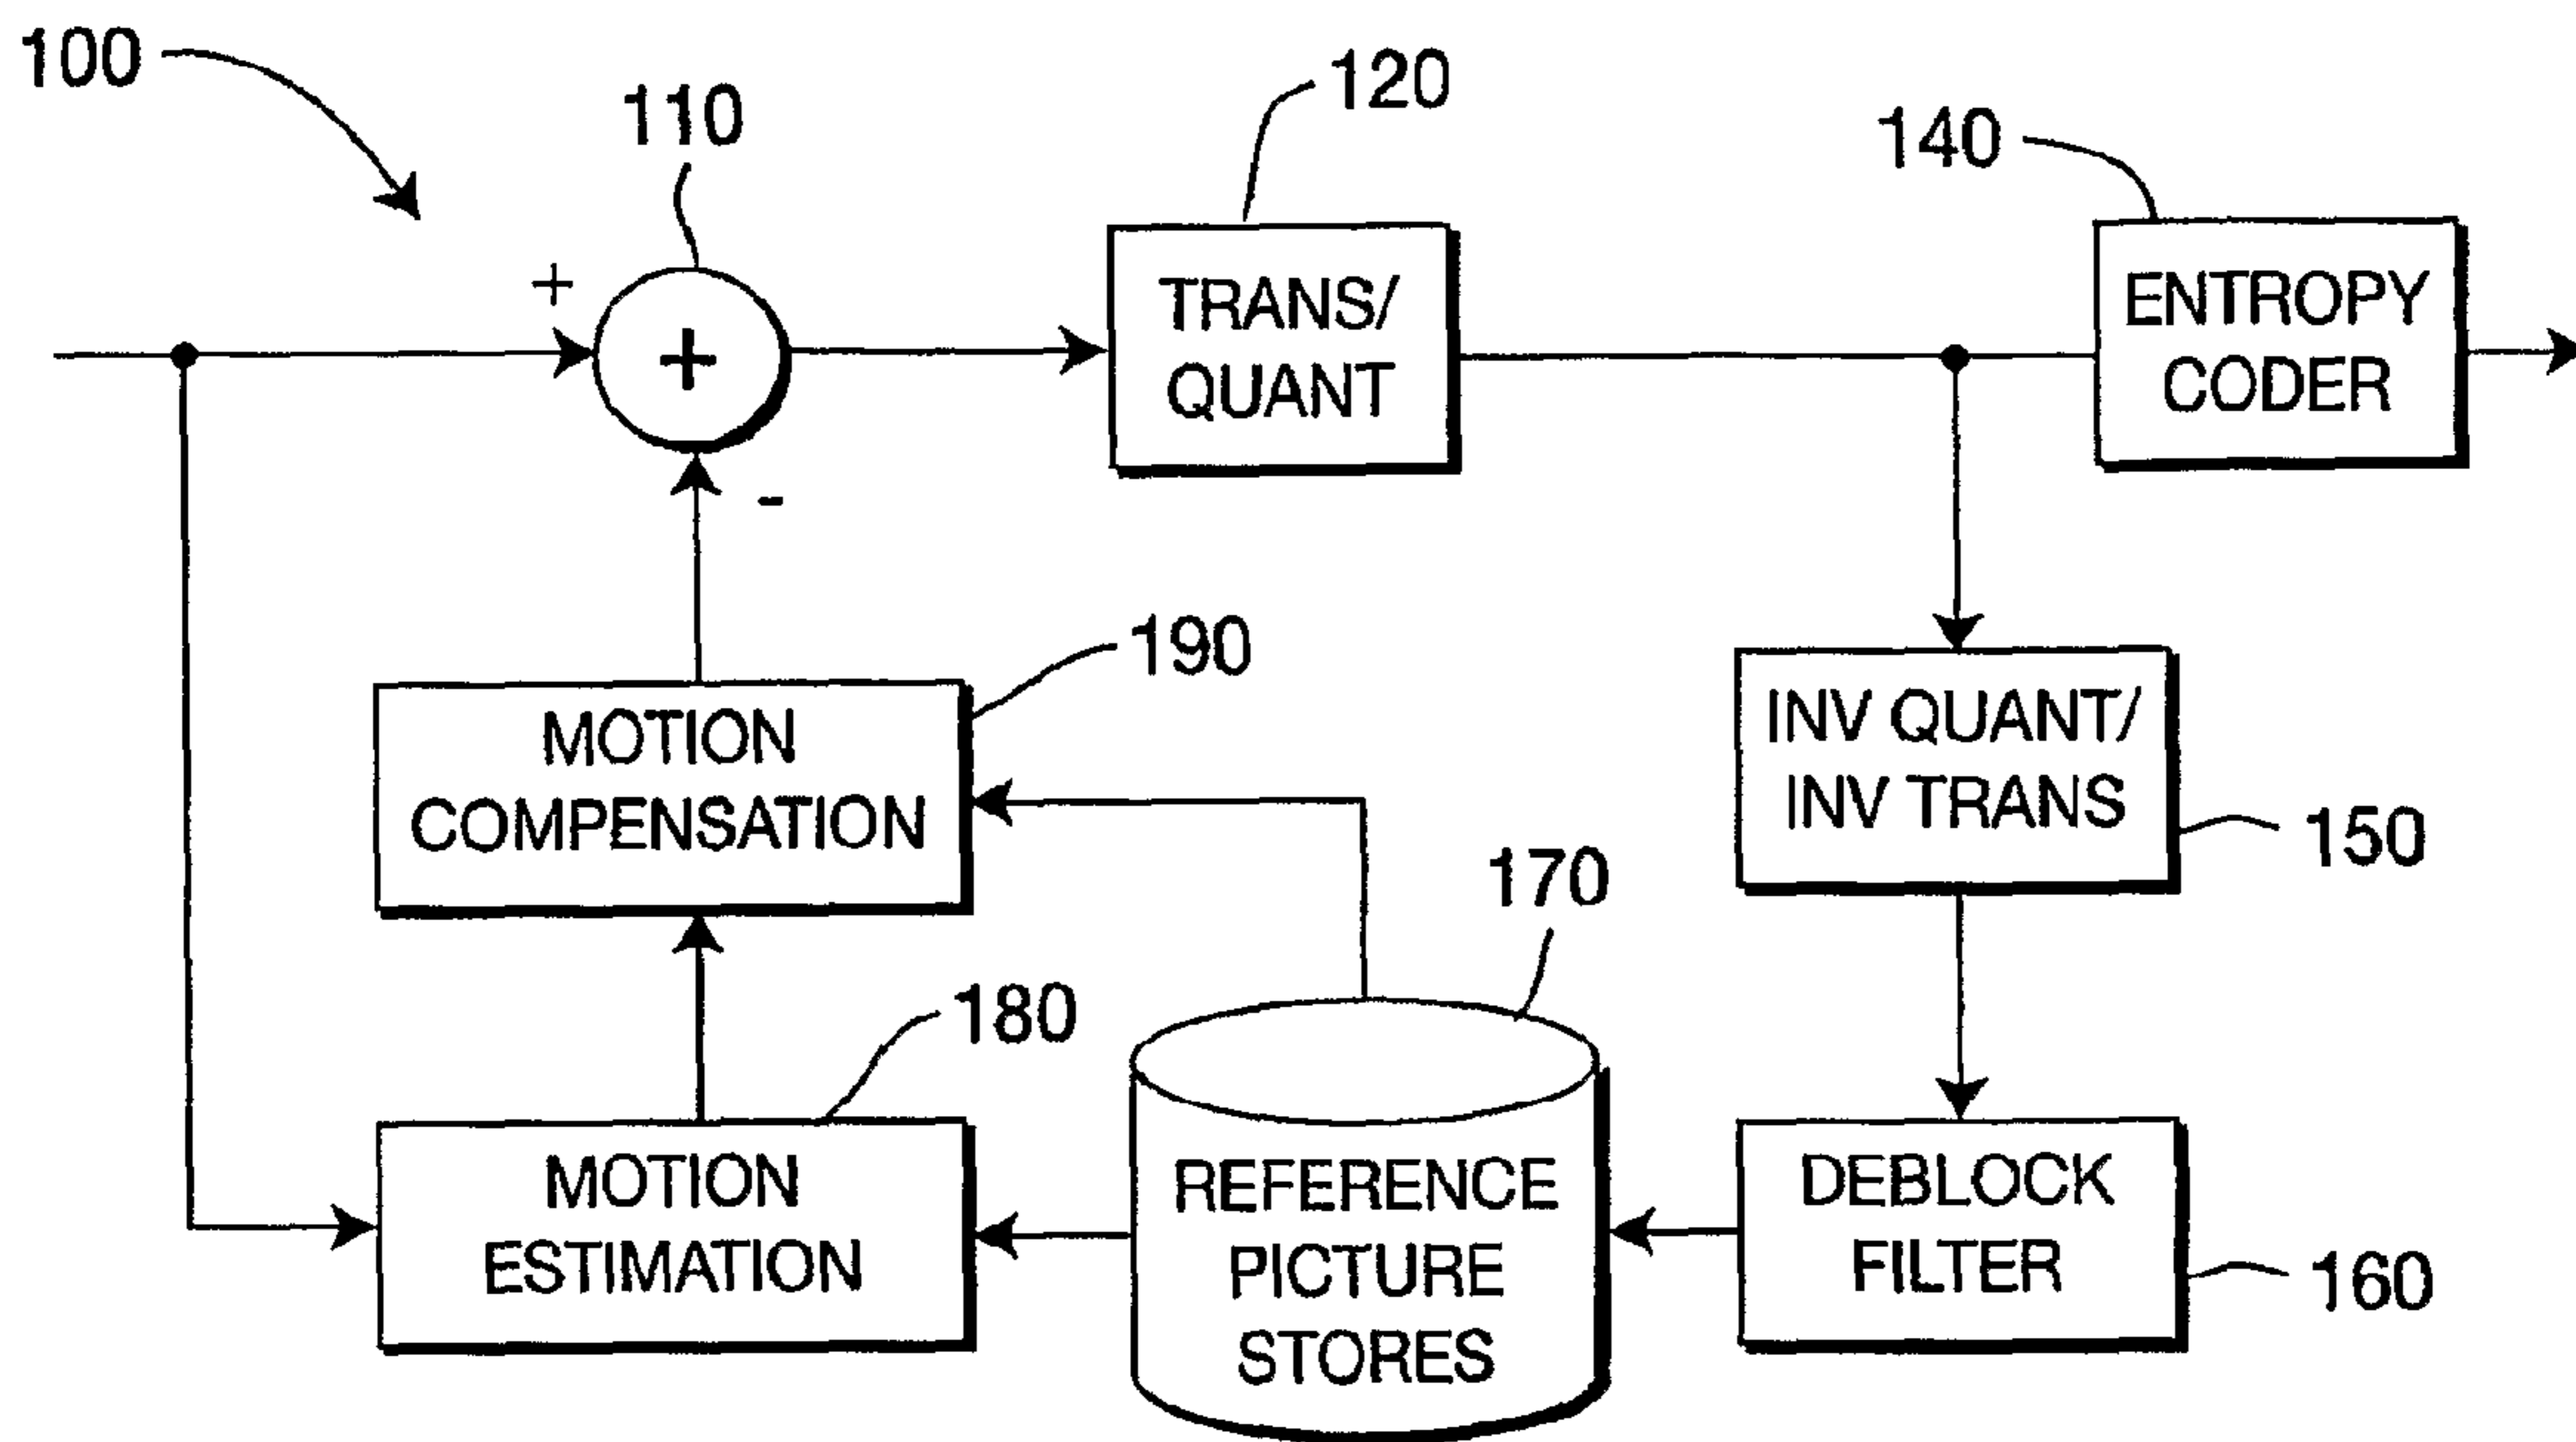 100
110
120
140
+
+
TRANS/
QUANT
ENTROPY
CODER
-
190
MOTION
COMPENSATION
INV QUANT/
INV TRANS
150
170
180
MOTION
ESTIMATION
REFERENCE
PICTURE
STORES
DEBLOCK
FILTER
160